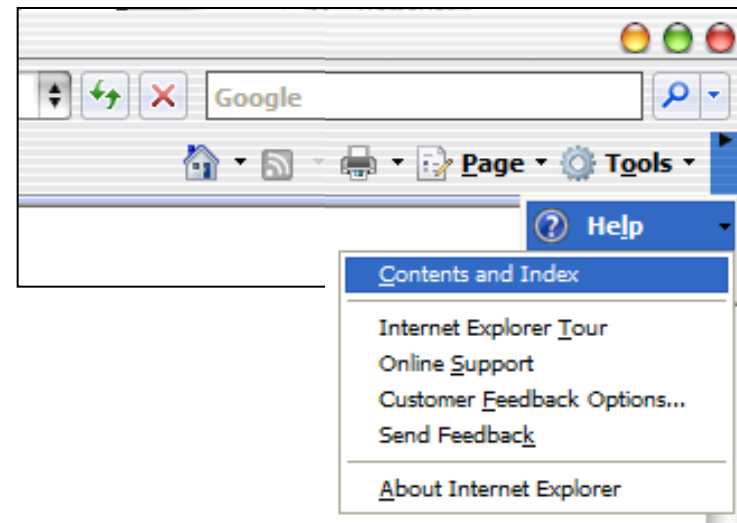 Google
Page
Tools
Help
Contents and Index
Internet Explorer Tour
Online Support
Customer Feedback Options...
Send Feedback
About Internet Explorer